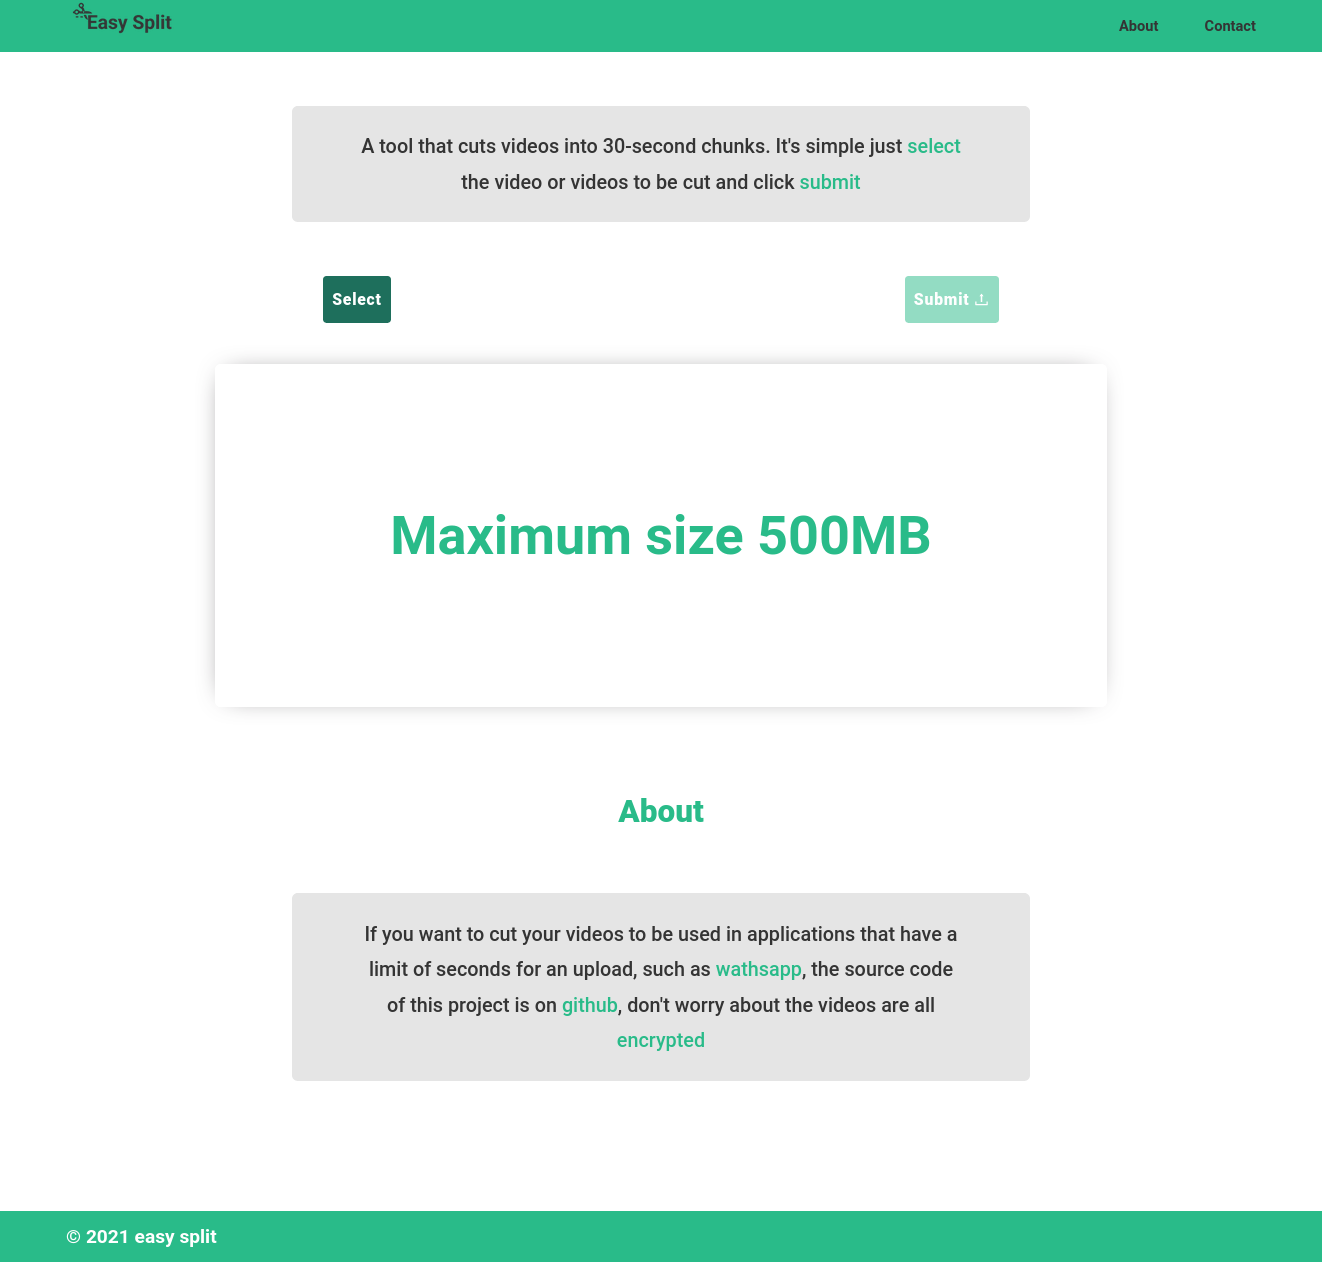 Easy Split
About
Contact
A tool that cuts videos into 30-second chunks. It's simple just select
the video or videos to be cut and click submit
Select
Submit
Maximum size 500MB
About
If you want to cut your videos to be used in applications that have a
limit of seconds for an upload, such as wathsapp, the source code
of this project is on github, don't worry about the videos are all
encrypted
© 2021 easy split